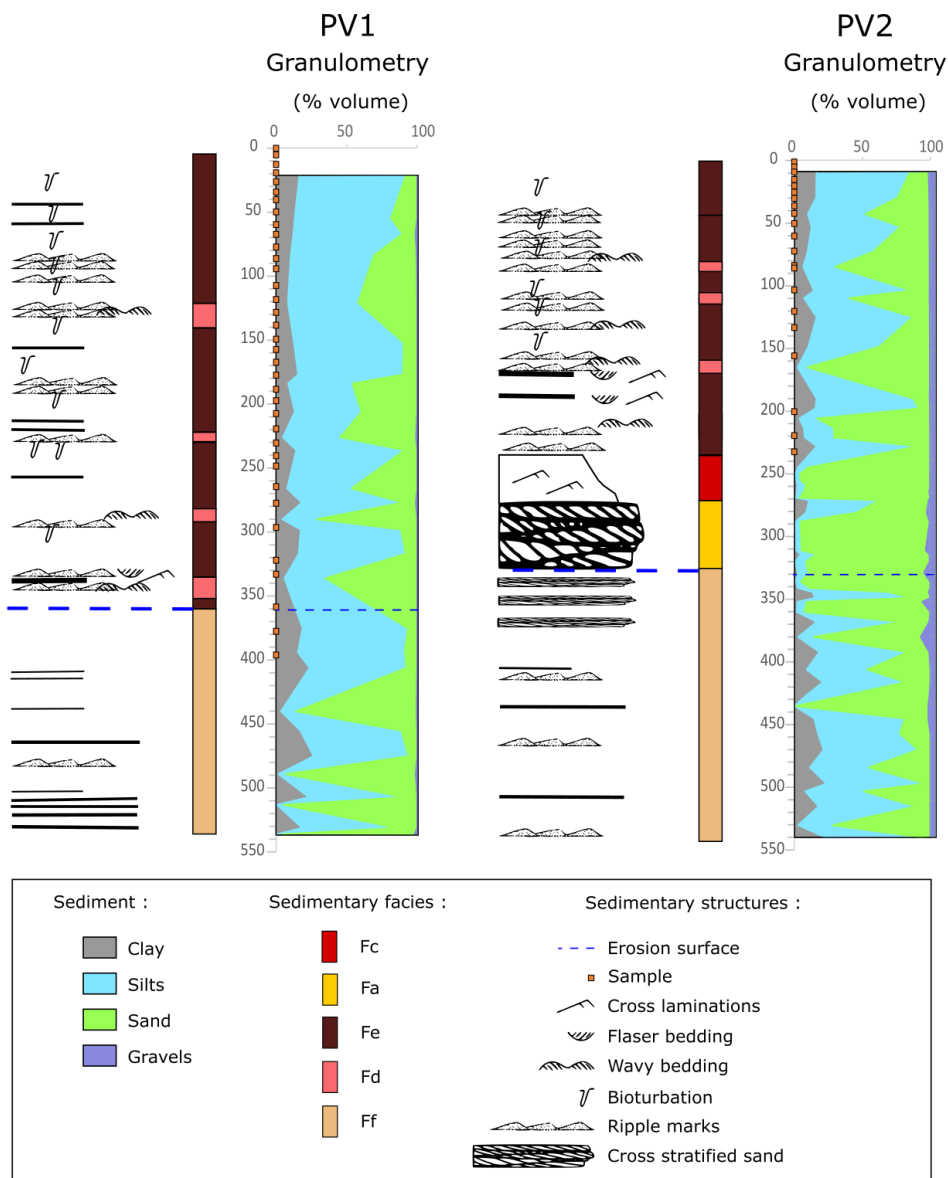 PV1
Granulometry
(% volume)
0 50 100
0
50
100
150
200
250
300
350
400
450
500
550
PV2
Granulometry
(% volume)
0 50 100
0
50
100
150
200
250
300
350
400
450
500
550
Sediment :
Clay
Silts
Sand
Gravels
Sedimentary facies :
Fc
Fa
Fe
Fd
Ff
Sedimentary structures :
Erosion surface
Sample
Cross laminations
Flaser bedding
Wavy bedding
Bioturbation
Ripple marks
Cross stratified sand